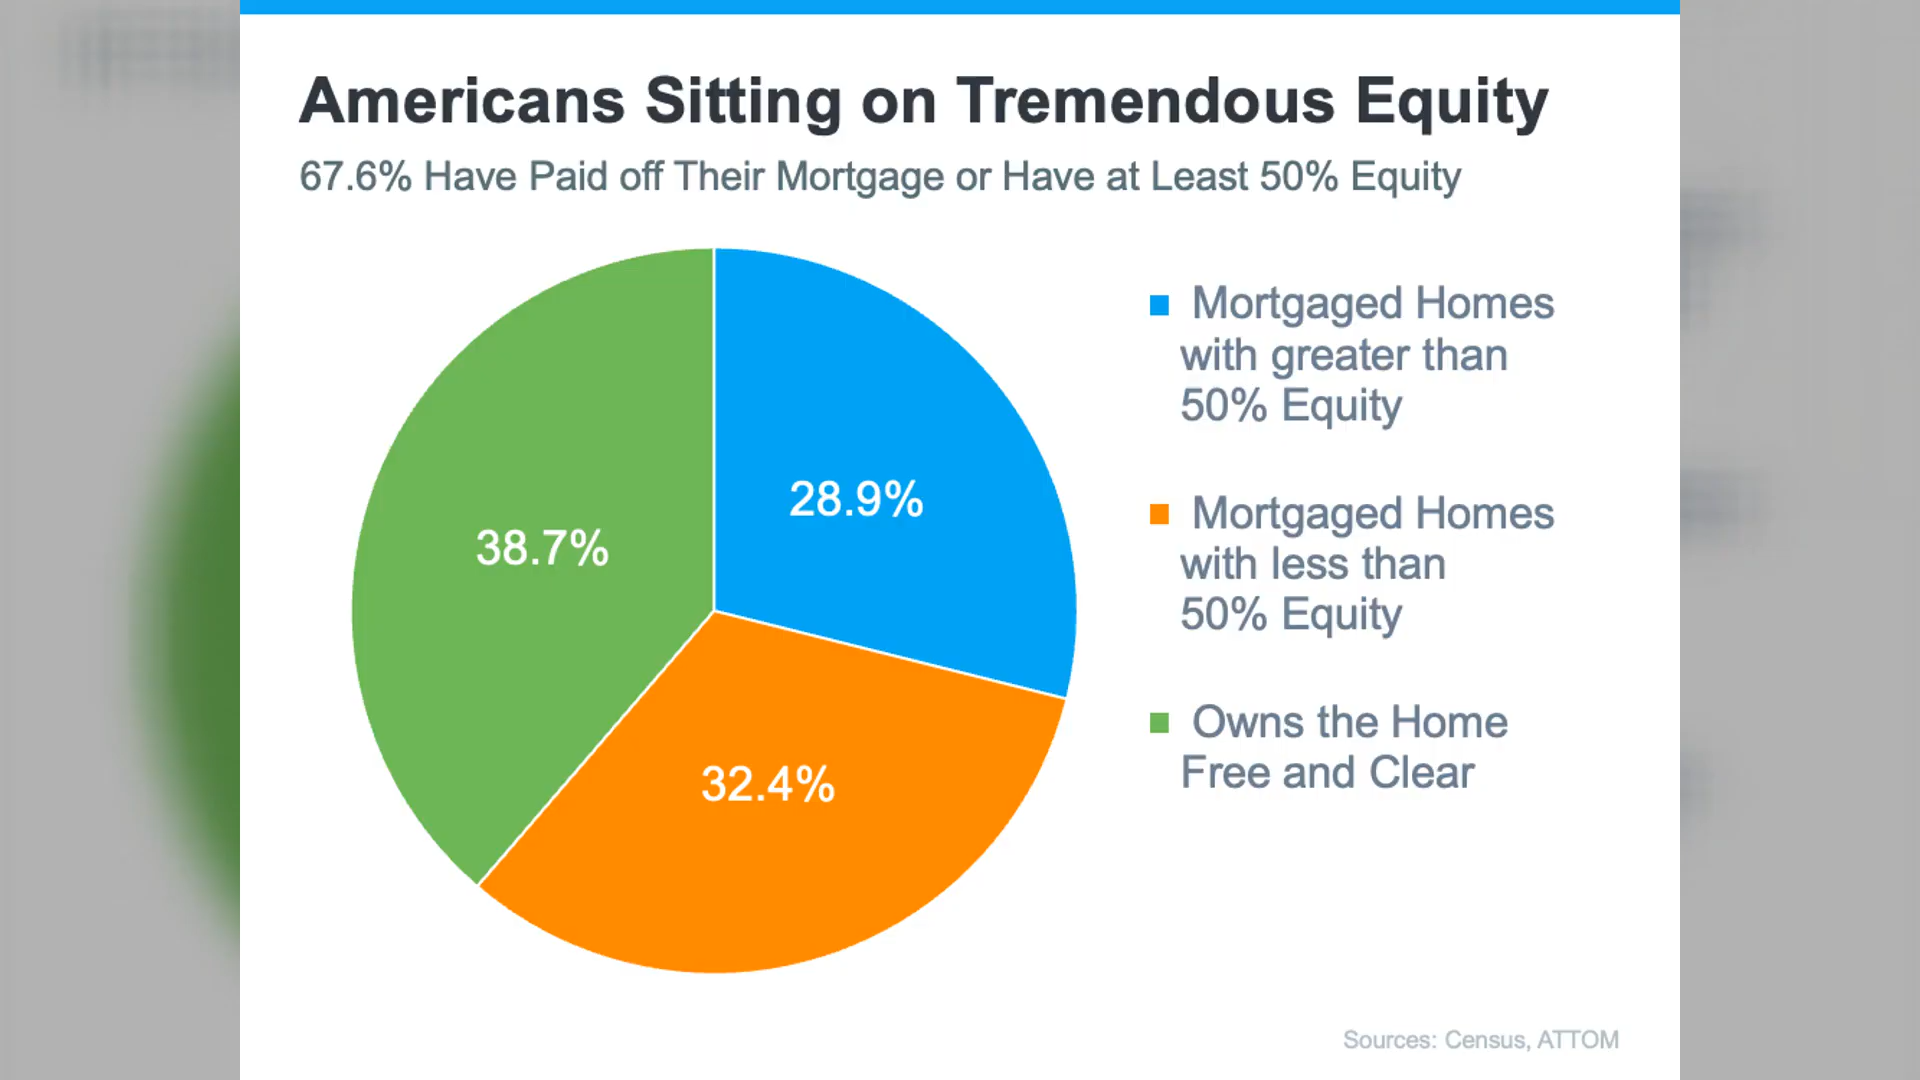 Americans Sitting on Tremendous Equity
67.6% Have Paid off Their Mortgage or Have at Least 50% Equity
38.7%
28.9%
32.4%
Mortgaged Homes
with greater than
50% Equity
Mortgaged Homes
with less than
50% Equity
Owns the Home
Free and Clear
Sources: Census, ATTOM